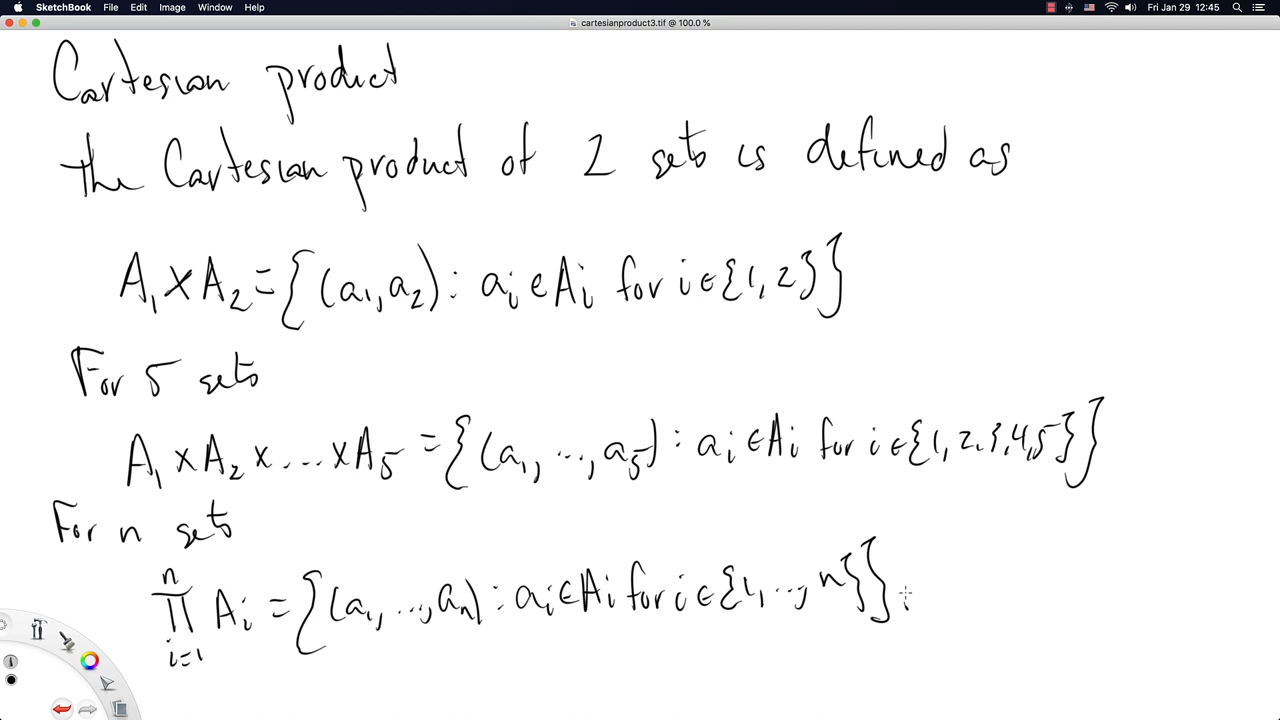 SketchBook File Edit Image Window Help Fri Jan 29 12:45
cartesianproduct3.tif @ 100.0 %
Cartesian product
the Cartesian product of 2 sets is defined as
A₁ × A₂ = {(a₁, a₂) : aᵢ ∈ Aᵢ for i ∈ {1, 2}}
For 5 sets
A₁ × A₂ × ... × A₅ = {(a₁, ..., a₅) : aᵢ ∈ Aᵢ for i ∈ {1, 2, 3, 4, 5}}
For n sets
∏ᵢ₌₁ⁿ Aᵢ = {(a₁, ..., aₙ) : aᵢ ∈ Aᵢ for i ∈ {1, .., n}}